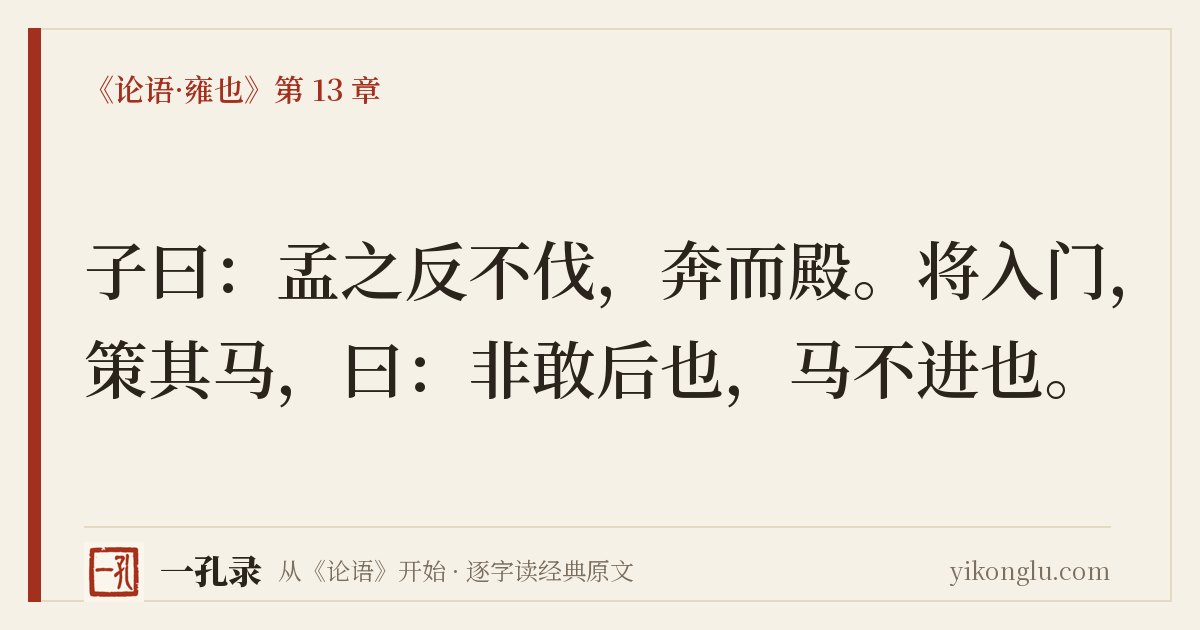 《论语·雍也》第 13 章
子曰：孟之反不伐，奔而殿。将入门，
策其马，曰：非敢后也，马不进也。
一孔
一孔录 从《论语》开始 · 逐字读经典原文 yikonglu.com